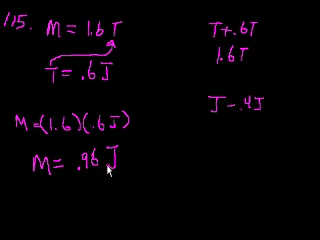 115.
M = 1.6 T
T = .6 J
M = (1.6)(.6J)
M = .96 J
T + .6T
1.6T
J - .4J